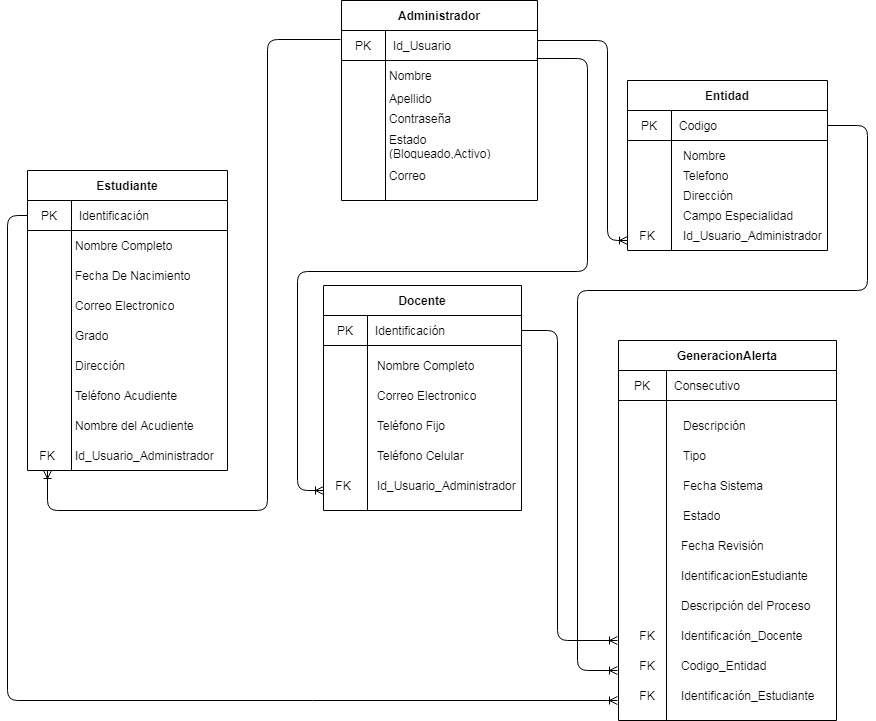 Administrador
PK Id_Usuario
Nombre
Apellido
Contraseña
Estado
(Bloqueado,Activo)
Correo
Entidad
PK Codigo
Nombre
Telefono
Dirección
Campo Especialidad
FK Id_Usuario_Administrador
Estudiante
PK Identificación
Nombre Completo
Fecha De Nacimiento
Correo Electronico
Grado
Dirección
Teléfono Acudiente
Nombre del Acudiente
FK Id_Usuario_Administrador
Docente
PK Identificación
Nombre Completo
Correo Electronico
Teléfono Fijo
Teléfono Celular
FK Id_Usuario_Administrador
GeneracionAlerta
PK Consecutivo
Descripción
Tipo
Fecha Sistema
Estado
Fecha Revisión
IdentificacionEstudiante
Descripción del Proceso
FK Identificación_Docente
FK Codigo_Entidad
FK Identificación_Estudiante